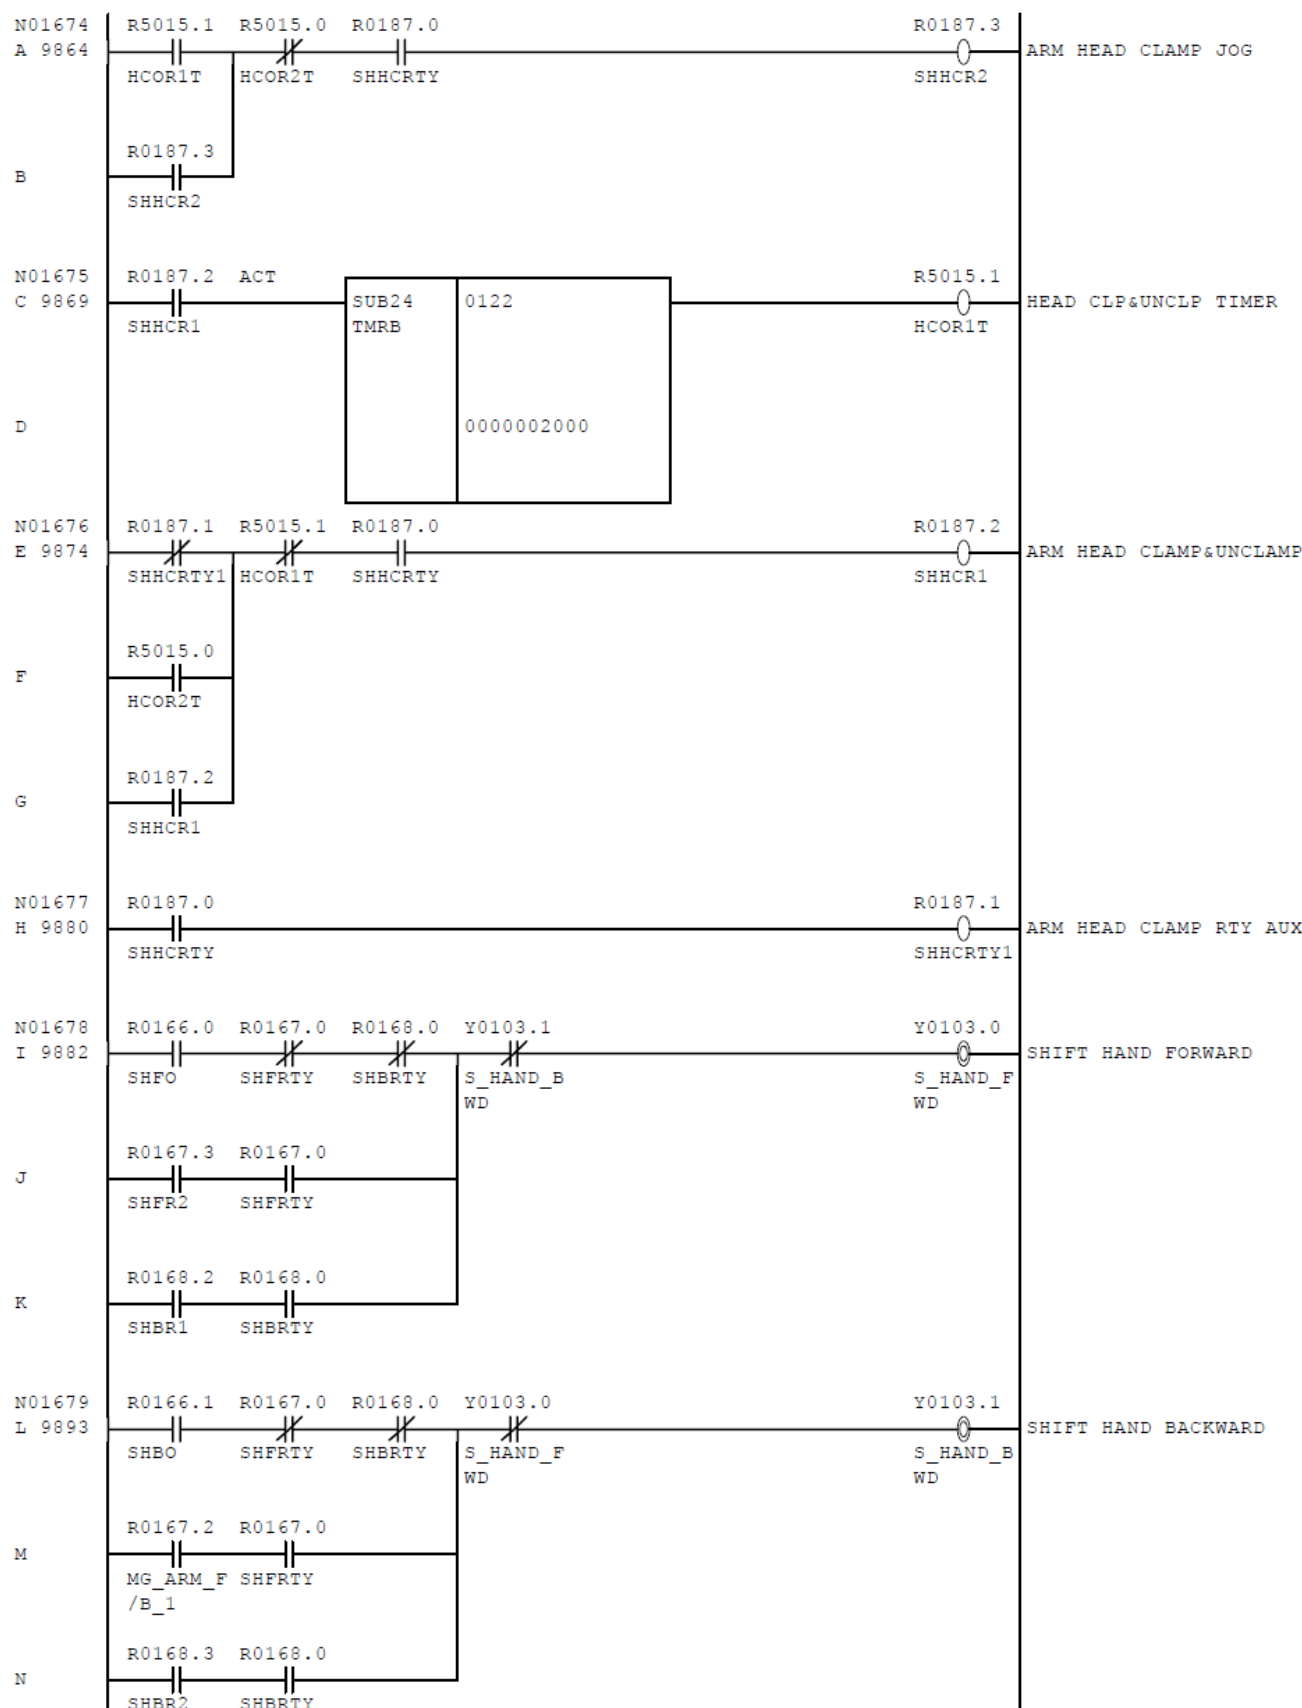 N01674 R5015.1 R5015.0 R0187.0 R0187.3
A 9864 ARM HEAD CLAMP JOG
HCOR1T HCOR2T SHHCRTY SHHCR2
R0187.3
B
SHHCR2
N01675 R0187.2 ACT R5015.1
C 9869 SUB24 0122 HEAD CLP&UNCLP TIMER
SHHCR1 TMRB HCOR1T
D 0000002000
N01676 R0187.1 R5015.1 R0187.0 R0187.2
E 9874 ARM HEAD CLAMP&UNCLAMP
SHHCRTY1 HCOR1T SHHCRTY SHHCR1
R5015.0
F
HCOR2T
R0187.2
G
SHHCR1
N01677 R0187.0 R0187.1
H 9880 ARM HEAD CLAMP RTY AUX
SHHCRTY SHHCRTY1
N01678 R0166.0 R0167.0 R0168.0 Y0103.1 Y0103.0
I 9882 SHIFT HAND FORWARD
SHFO SHFRTY SHBRTY S_HAND_B S_HAND_F
WD WD
R0167.3 R0167.0
J
SHFR2 SHFRTY
R0168.2 R0168.0
K
SHBR1 SHBRTY
N01679 R0166.1 R0167.0 R0168.0 Y0103.0 Y0103.1
L 9893 SHIFT HAND BACKWARD
SHBO SHFRTY SHBRTY S_HAND_F S_HAND_B
WD WD
R0167.2 R0167.0
M
MG_ARM_F SHFRTY
/B_1
R0168.3 R0168.0
N
SHBR2 SHBRTY